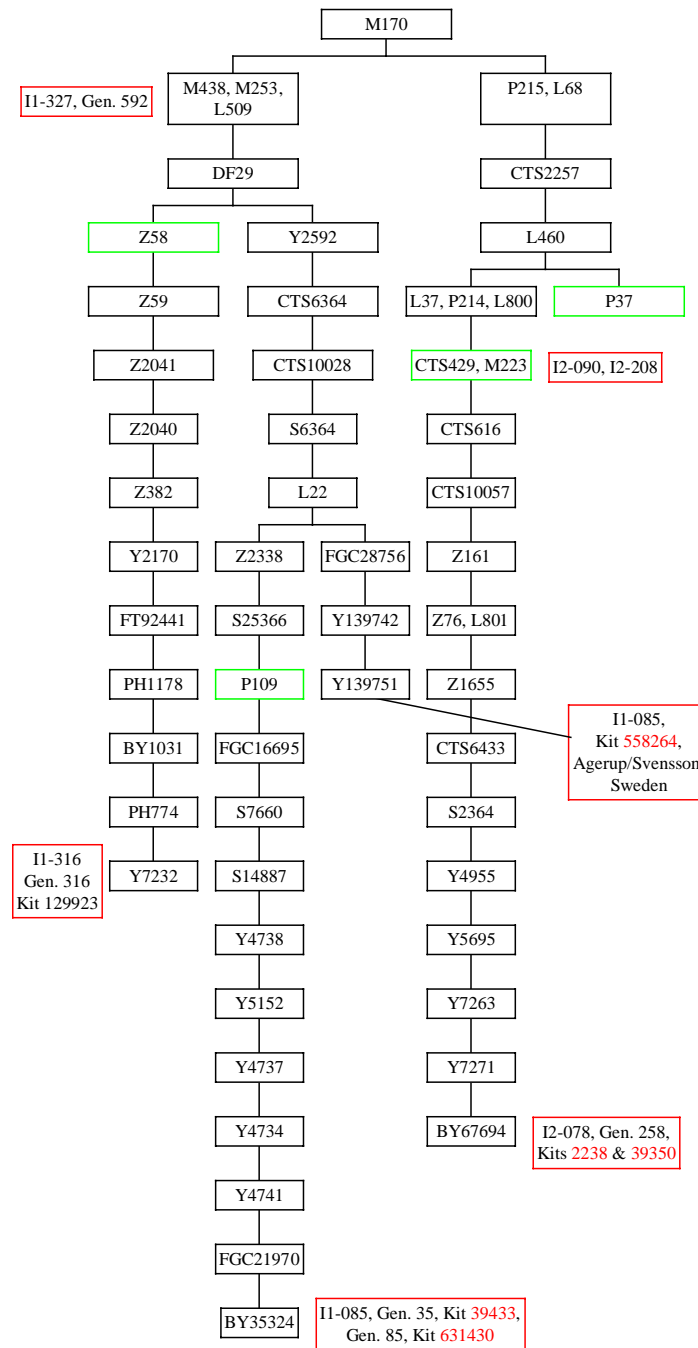 M170
I1-327, Gen. 592
M438, M253,
L509
P215, L68
DF29
CTS2257
Z58
Y2592
L460
Z59
CTS6364
L37, P214, L800
P37
Z2041
CTS10028
CTS429, M223
I2-090, I2-208
Z2040
S6364
CTS616
Z382
L22
CTS10057
Y2170
Z2338
FGC28756
Z161
FT92441
S25366
Y139742
Z76, L801
PH1178
P109
Y139751
Z1655
I1-085,
Kit 558264,
Agerup/Svensson
Sweden
BY1031
FGC16695
CTS6433
PH774
S7660
S2364
I1-316
Gen. 316
Kit 129923
Y7232
S14887
Y4955
Y4738
Y5695
Y5152
Y7263
Y4737
Y7271
Y4734
BY67694
I2-078, Gen. 258,
Kits 2238 & 39350
Y4741
FGC21970
BY35324
I1-085, Gen. 35, Kit 39433,
Gen. 85, Kit 631430